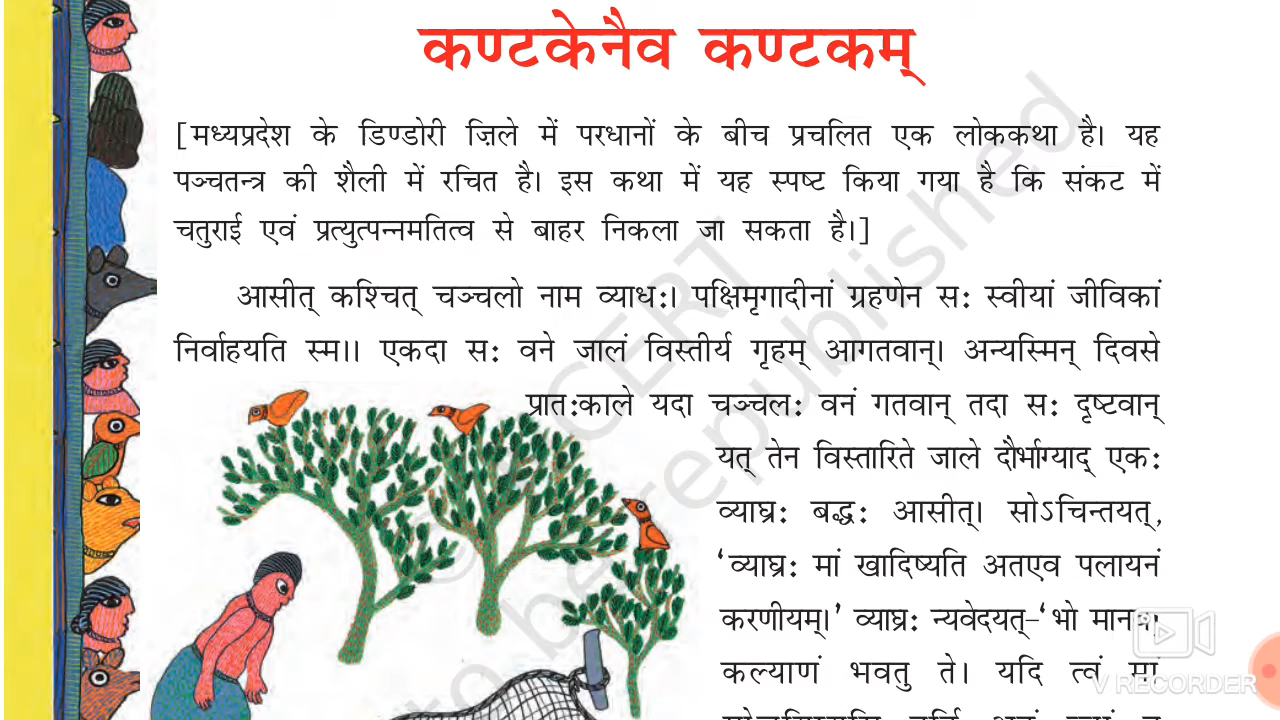 कण्टकेनैव कण्टकम्
[मध्यप्रदेश के डिण्डोरी ज़िले में परधानों के बीच प्रचलित एक लोककथा है। यह
पञ्चतन्त्र की शैली में रचित है। इस कथा में यह स्पष्ट किया गया है कि संकट में
चतुराई एवं प्रत्युत्पन्नमतित्व से बाहर निकला जा सकता है।]
आसीत् कश्चित् चञ्चलो नाम व्याधः। पक्षिमृगादीनां ग्रहणेन सः स्वीयां जीविकां
निर्वाहयति स्म।। एकदा सः वने जालं विस्तीर्य गृहम् आगतवान्। अन्यस्मिन् दिवसे
प्रातःकाले यदा चञ्चलः वनं गतवान् तदा सः दृष्टवान्
यत् तेन विस्तारिते जाले दौर्भाग्याद् एकः
व्याघ्रः बद्धः आसीत्। सोऽचिन्तयत्,
‘व्याघ्रः मां खादिष्यति अतएव पलायनं
करणीयम्।’ व्याघ्रः न्यवेदयत्-‘भो मानव!
कल्याणं भवतु ते। यदि त्वं मां
V RECORDER